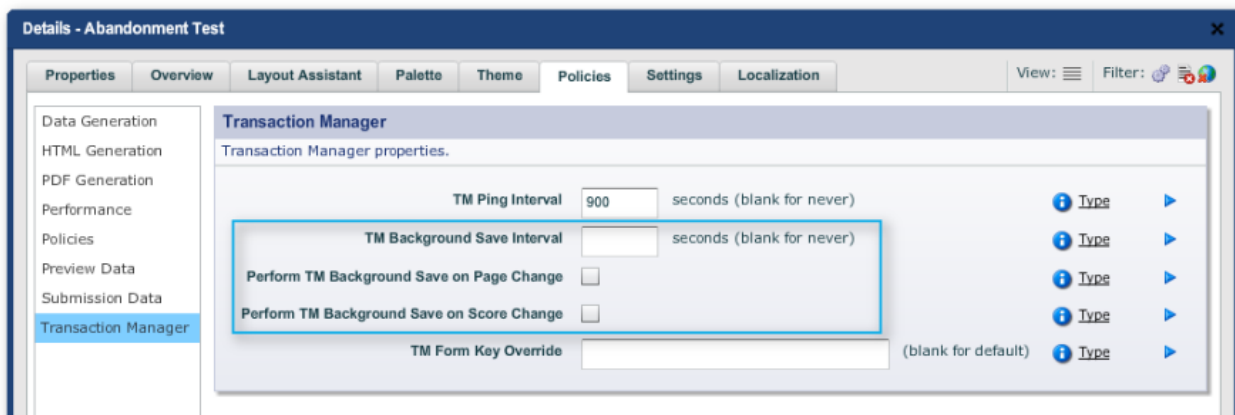 Details - Abandonment Test
Properties Overview Layout Assistant Palette Theme Policies Settings Localization View: Filter:
Data Generation
HTML Generation
PDF Generation
Performance
Policies
Preview Data
Submission Data
Transaction Manager
Transaction Manager
Transaction Manager properties.
TM Ping Interval 900 seconds (blank for never) Type
TM Background Save Interval seconds (blank for never) Type
Perform TM Background Save on Page Change Type
Perform TM Background Save on Score Change Type
TM Form Key Override (blank for default) Type